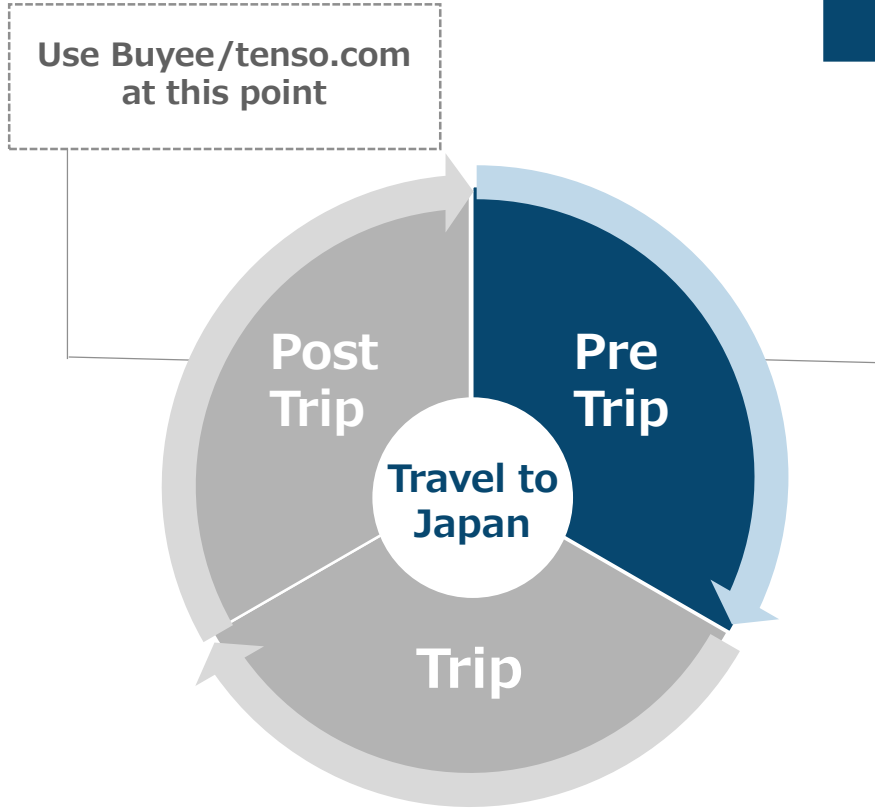 Use Buyee/tenso.com
at this point
Post
Trip
Pre
Trip
Travel to
Japan
Trip